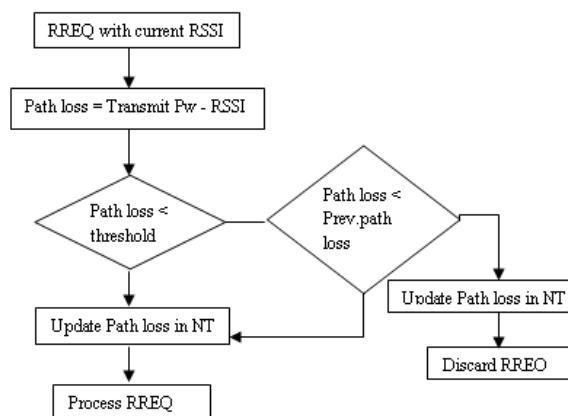 RREQ with current RSSI
Path loss = Transmit Pw - RSSI
Path loss <
threshold
Path loss <
Prev.path
loss
Update Path loss in NT
Update Path loss in NT
Discard RREO
Process RREQ